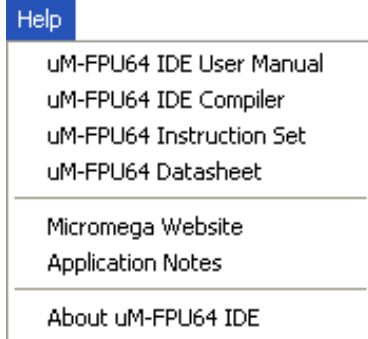 Help
uM-FPU64 IDE User Manual
uM-FPU64 IDE Compiler
uM-FPU64 Instruction Set
uM-FPU64 Datasheet
Micromega Website
Application Notes
About uM-FPU64 IDE